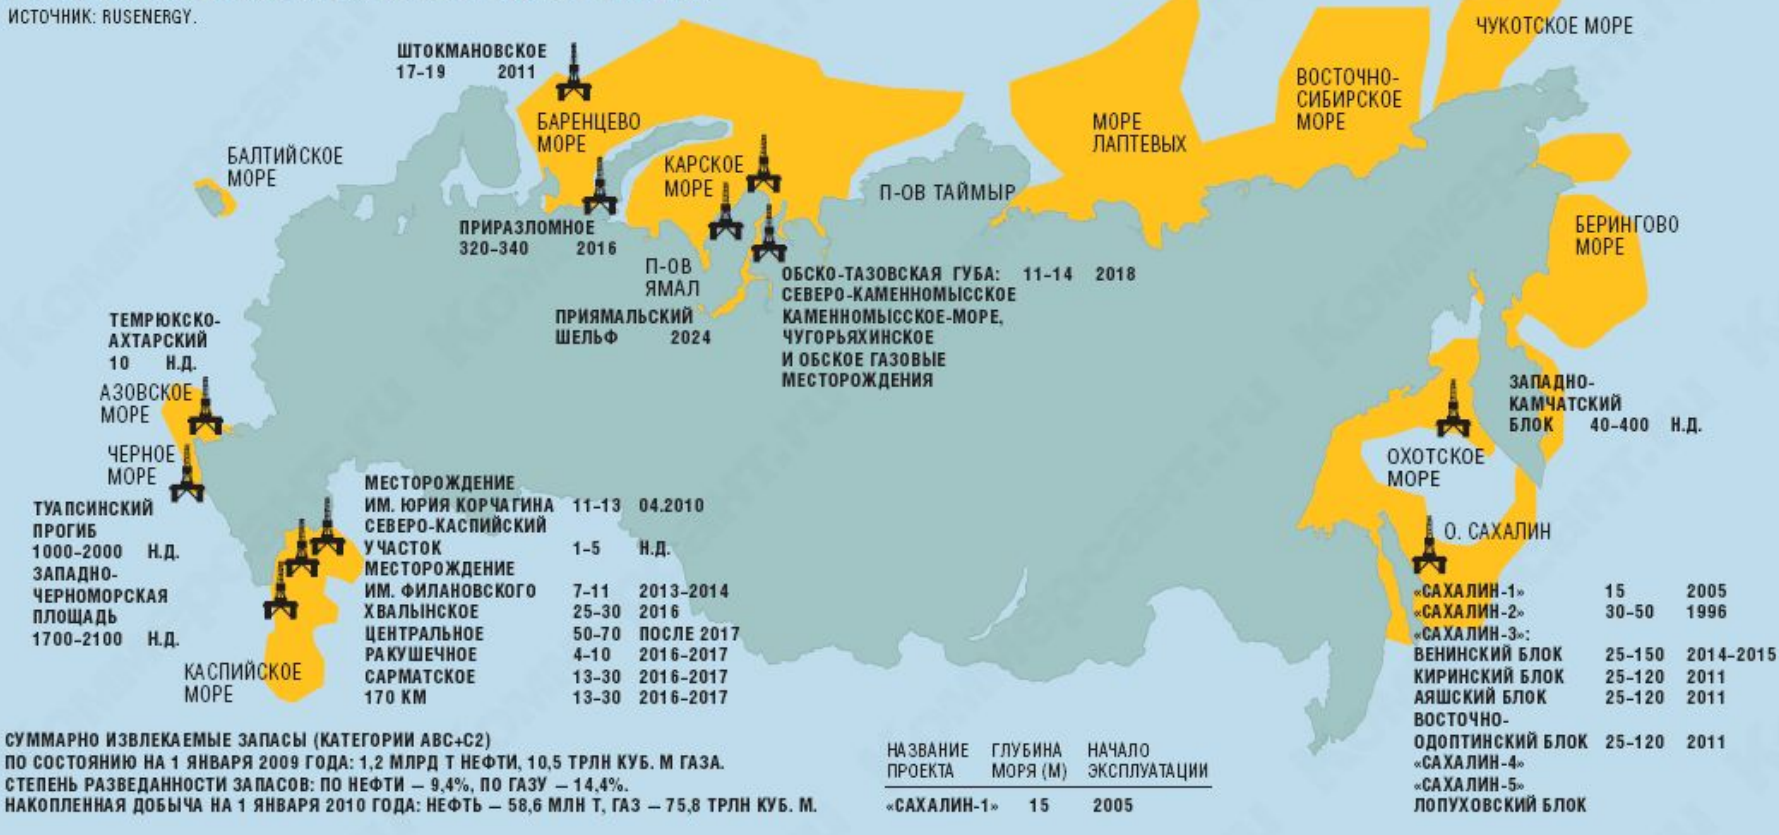 ИСТОЧНИК: RUSENERGY.
ШТОКМАНОВСКОЕ
17–19 2011
БАРЕНЦЕВО
МОРЕ
КАРСКОЕ
МОРЕ
МОРЕ
ЛАПТЕВЫХ
ВОСТОЧНО-
СИБИРСКОЕ
МОРЕ
ЧУКОТСКОЕ МОРЕ
БАЛТИЙСКОЕ
МОРЕ
П-ОВ ТАЙМЫР
БЕРИНГОВО
МОРЕ
ПРИРАЗЛОМНОЕ
320–340 2016
П-ОВ
ЯМАЛ
ПРИЯМАЛЬСКИЙ
ШЕЛЬФ 2024
ОБСКО-ТАЗОВСКАЯ ГУБА: 11–14 2018
СЕВЕРО-КАМЕННОМЫССКОЕ
КАМЕННОМЫССКОЕ-МОРЕ,
ЧУГОРЬЯХИНСКОЕ
И ОБСКОЕ ГАЗОВЫЕ
МЕСТОРОЖДЕНИЯ
ТЕМРЮКСКО-
АХТАРСКИЙ
10 Н.Д.
АЗОВСКОЕ
МОРЕ
ЧЕРНОЕ
МОРЕ
ТУАПСИНСКИЙ
ПРОГИБ
1000–2000 Н.Д.
ЗАПАДНО-
ЧЕРНОМОРСКАЯ
ПЛОЩАДЬ
1700–2100 Н.Д.
КАСПИЙСКОЕ
МОРЕ
МЕСТОРОЖДЕНИЕ
ИМ. ЮРИЯ КОРЧАГИНА 11–13 04.2010
СЕВЕРО-КАСПИЙСКИЙ
УЧАСТОК 1–5 Н.Д.
МЕСТОРОЖДЕНИЕ
ИМ. ФИЛАНОВСКОГО 7–11 2013–2014
ХВАЛЫНСКОЕ 25–30 2016
ЦЕНТРАЛЬНОЕ 50–70 ПОСЛЕ 2017
РАКУШЕЧНОЕ 4–10 2016–2017
САРМАТСКОЕ 13–30 2016–2017
170 КМ 13–30 2016–2017
ЗАПАДНО-
КАМЧАТСКИЙ
БЛОК 40–400 Н.Д.
ОХОТСКОЕ
МОРЕ
О. САХАЛИН
«САХАЛИН-1» 15 2005
«САХАЛИН-2» 30–50 1996
«САХАЛИН-3»:
ВЕНИНСКИЙ БЛОК 25–150 2014–2015
КИРИНСКИЙ БЛОК 25–120 2011
АЯШСКИЙ БЛОК 25–120 2011
ВОСТОЧНО-
ОДОПТИНСКИЙ БЛОК 25–120 2011
«САХАЛИН-4»
«САХАЛИН-5»
ЛОПУХОВСКИЙ БЛОК
СУММАРНО ИЗВЛЕКАЕМЫЕ ЗАПАСЫ (КАТЕГОРИИ АВС+С2)
ПО СОСТОЯНИЮ НА 1 ЯНВАРЯ 2009 ГОДА: 1,2 МЛРД Т НЕФТИ, 10,5 ТРЛН КУБ. М ГАЗА.
СТЕПЕНЬ РАЗВЕДАННОСТИ ЗАПАСОВ: ПО НЕФТИ — 9,4%, ПО ГАЗУ — 14,4%.
НАКОПЛЕННАЯ ДОБЫЧА НА 1 ЯНВАРЯ 2010 ГОДА: НЕФТЬ — 58,6 МЛН Т, ГАЗ — 75,8 ТРЛН КУБ. М.
НАЗВАНИЕ ГЛУБИНА НАЧАЛО
ПРОЕКТА МОРЯ (М) ЭКСПЛУАТАЦИИ
«САХАЛИН-1» 15 2005